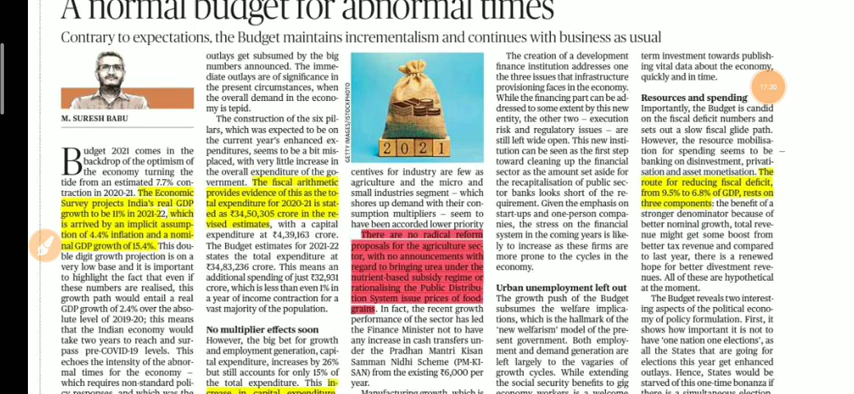 A normal budget for abnormal times
Contrary to expectations, the Budget maintains incrementalism and continues with business as usual
M. SURESH BABU
Budget 2021 comes in the
backdrop of the optimism of
the economy turning the
tide from an estimated 7.7% con-
traction in 2020-21. The Economic
Survey projects India's real GDP
growth to be 11% in 2021-22, which
is arrived by an implicit assump-
tion of 4.4% inflation and a nomi-
nal GDP growth of 15.4%. This dou-
ble digit growth projection is on a
very low base and it is important
to highlight the fact that even if
these numbers are realised, this
growth path would entail a real
GDP growth of 2.4% over the abso-
lute level of 2019-20; this means
that the Indian economy would
take two years to reach and sur-
pass pre-COVID-19 levels. This
echoes the intensity of the abnor-
mal times for the economy –
which requires non-standard poli-
cy responses, and which was the
outlays get subsumed by the big
numbers announced. The imme-
diate outlays are of significance in
the present circumstances, when
the overall demand in the econo-
my is tepid.
The construction of the six pil-
lars, which was expected to be on
the current year's enhanced ex-
penditures, seems to be a bit mis-
placed, with very little increase in
the overall expenditure of the go-
vernment. The fiscal arithmetic
provides evidence of this as the to-
tal expenditure for 2020-21 is stat-
ed as ₹34,50,305 crore in the re-
vised estimates, with a capital
expenditure at ₹4,39,163 crore.
The Budget estimates for 2021-22
states the total expenditure at
₹34,83,236 crore. This means an
additional spending of just ₹32,931
crore, which is less than even 1% in
a year of income contraction for a
vast majority of the population.
No multiplier effects soon
However, the big bet for growth
and employment generation, capi-
tal expenditure, increases by 26%
but still accounts for only 15% of
the total expenditure. This in-
crease in capital expenditure,
GETTY IMAGES/ISTOCKPHOTO
2021
centives for industry are few as
agriculture and the micro and
small industries segment – which
shores up demand with their con-
sumption multipliers – seem to
have been accorded lower priority
There are no radical reform
proposals for the agriculture sec-
tor, with no announcements with
regard to bringing urea under the
nutrient-based subsidy regime or
rationalising the Public Distribu-
tion System issue prices of food-
grains. In fact, the recent growth
performance of the sector has led
the Finance Minister not to have
any increase in cash transfers un-
der the Pradhan Mantri Kisan
Samman Nidhi Scheme (PM-KI-
SAN) from the existing ₹6,000 per
year.
Manufacturing growth, which is
The creation of a development
finance institution addresses one
the three issues that infrastructure
provisioning faces in the economy.
While the financing part can be ad-
dressed to some extent by this new
entity, the other two – execution
risk and regulatory issues – are
still left wide open. This new insti-
tution can be seen as the first step
toward cleaning up the financial
sector as the amount set aside for
the recapitalisation of public sec-
tor banks looks short of the re-
quirement. Given the emphasis on
start-ups and one-person compa-
nies, the stress on the financial
system in the coming years is like-
ly to increase as these firms are
more prone to the cycles in the
economy.
Urban unemployment left out
The growth push of the Budget
subsumes the welfare implica-
tions, which is the hallmark of the
'new welfarism' model of the pre-
sent government. Both employ-
ment and demand generation are
left largely to the vagaries of
growth cycles. While extending
the social security benefits to gig
economy workers is a welcome
term investment towards publish-
ing vital data about the economy,
quickly and in time.
Resources and spending
Importantly, the Budget is candid
on the fiscal deficit numbers and
sets out a slow fiscal glide path.
However, the resource mobilisa-
tion for spending seems to be
banking on disinvestment, privati-
sation and asset monetisation. The
route for reducing fiscal deficit,
from 9.5% to 6.8% of GDP, rests on
three components: the benefit of a
stronger denominator because of
better nominal growth, total reve-
nue might get some boost from
better tax revenue and compared
to last year, there is a renewed
hope for better divestment reve-
nues. All of these are hypothetical
at the moment.
The Budget reveals two interest-
ing aspects of the political econo-
my of policy formulation. First, it
shows how important it is not to
have 'one nation one elections', as
all the States that are going for
elections this year get enhanced
outlays. Hence, States would be
starved of this one-time bonanza if
there is a simultaneous election
17:30